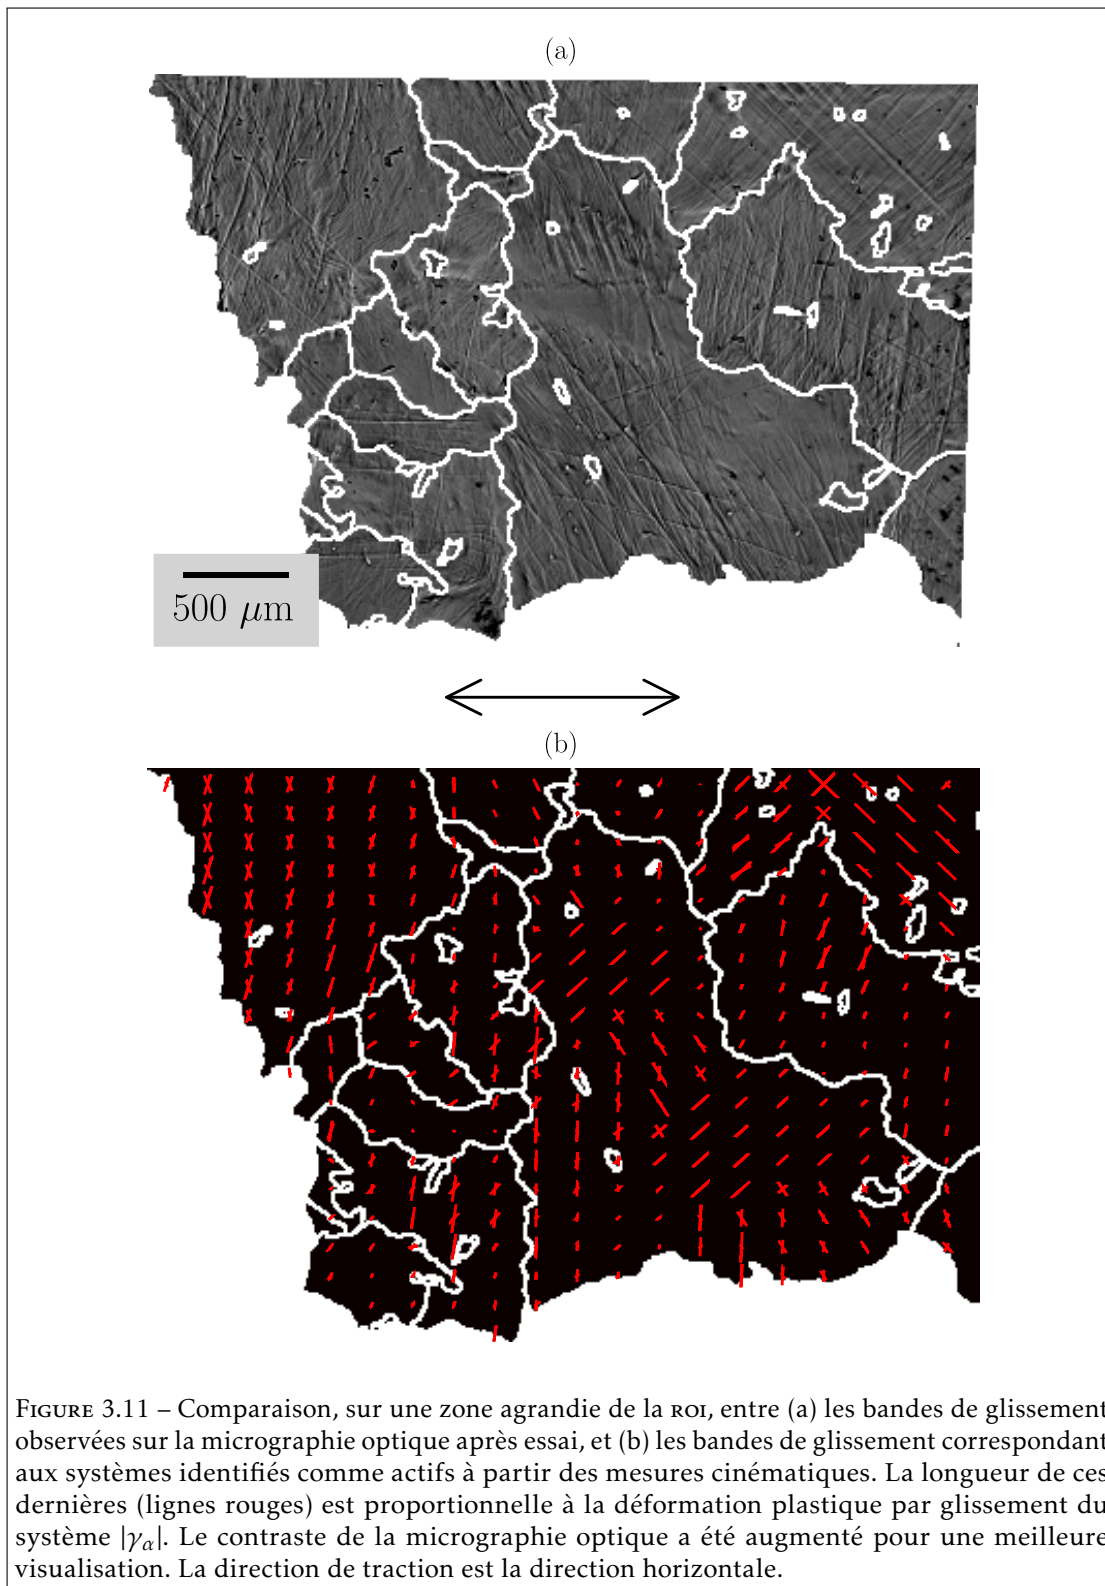 (a)
500 μm
(b)
FIGURE 3.11 – Comparaison, sur une zone agrandie de la ROI, entre (a) les bandes de glissement
observées sur la micrographie optique après essai, et (b) les bandes de glissement correspondant
aux systèmes identifiés comme actifs à partir des mesures cinématiques. La longueur de ces
dernières (lignes rouges) est proportionnelle à la déformation plastique par glissement du
système |γα|. Le contraste de la micrographie optique a été augmenté pour une meilleure
visualisation. La direction de traction est la direction horizontale.